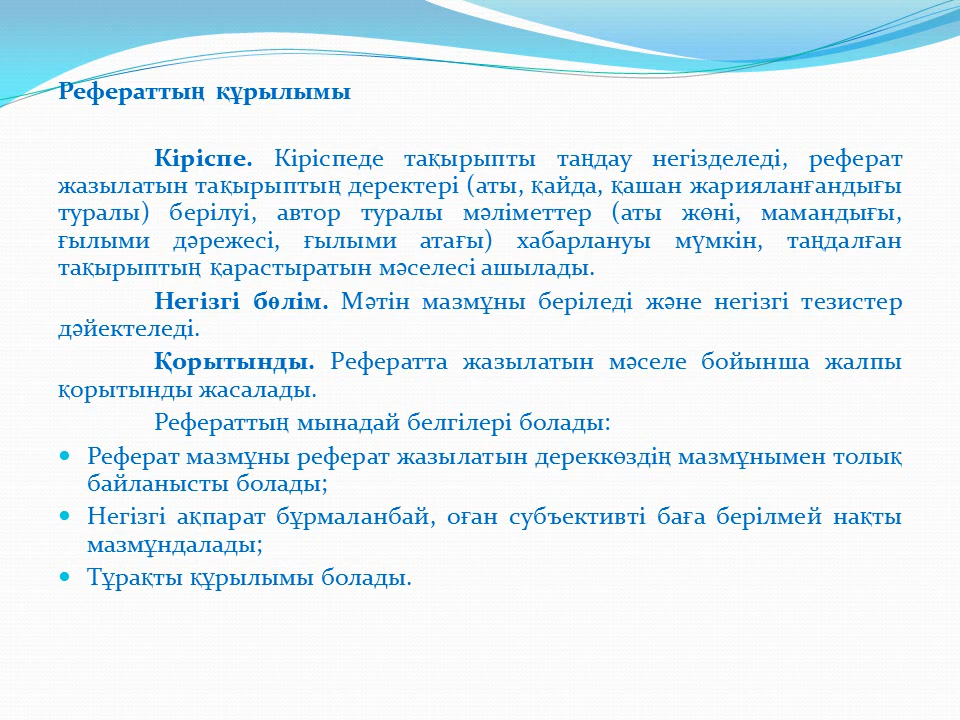 Рефераттың құрылымы
Кіріспе. Кіріспеде тақырыпты таңдау негізделеді, реферат
жазылатын тақырыптың деректері (аты, қайда, қашан жарияланғандығы
туралы) берілуі, автор туралы мәліметтер (аты жөні, мамандығы,
ғылыми дәрежесі, ғылыми атағы) хабарлануы мүмкін, таңдалған
тақырыптың қарастыратын мәселесі ашылады.
Негізгі бөлім. Мәтін мазмұны беріледі және негізгі тезистер
дәйектеледі.
Қорытынды. Рефератта жазылатын мәселе бойынша жалпы
қорытынды жасалады.
Рефераттың мынадай белгілері болады:
• Реферат мазмұны реферат жазылатын дереккөздің мазмұнымен толық
байланысты болады;
• Негізгі ақпарат бұрмаланбай, оған субъективті баға берілмей нақты
мазмұндалады;
• Тұрақты құрылымы болады.